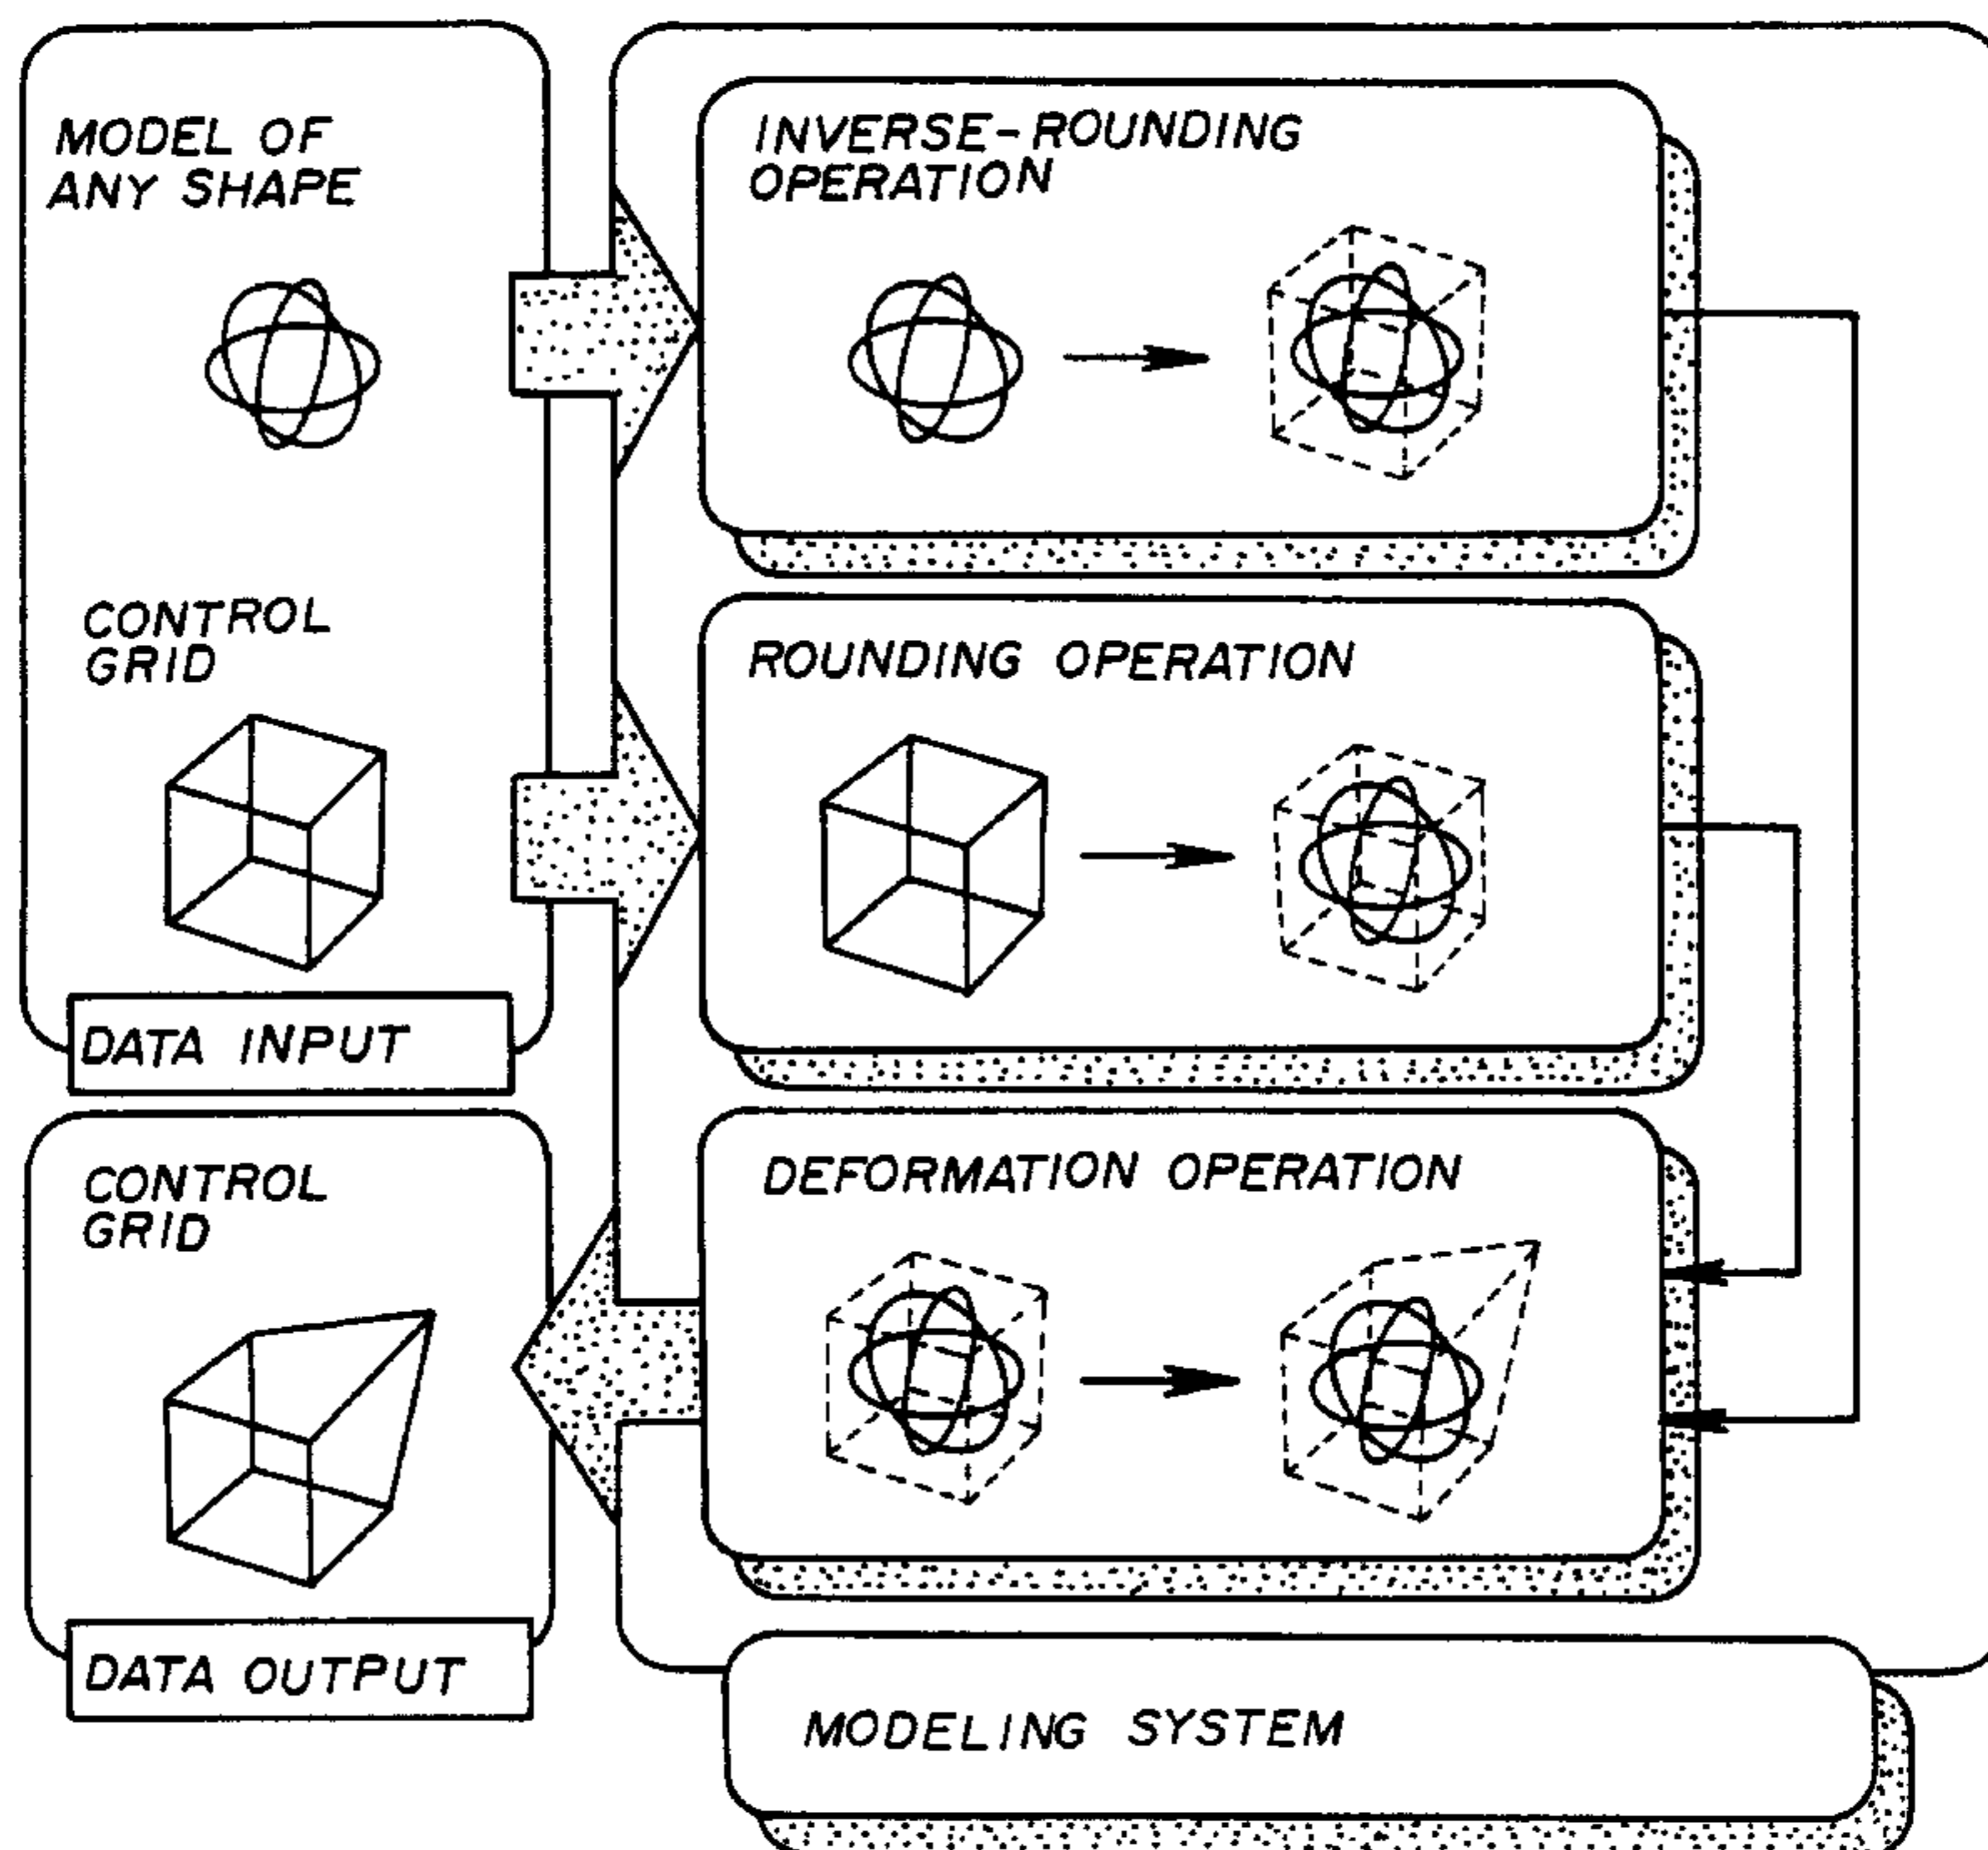 MODEL OF
ANY SHAPE
CONTROL
GRID
DATA INPUT
CONTROL
GRID
DATA OUTPUT
INVERSE-ROUNDING
OPERATION
ROUNDING OPERATION
DEFORMATION OPERATION
MODELING SYSTEM